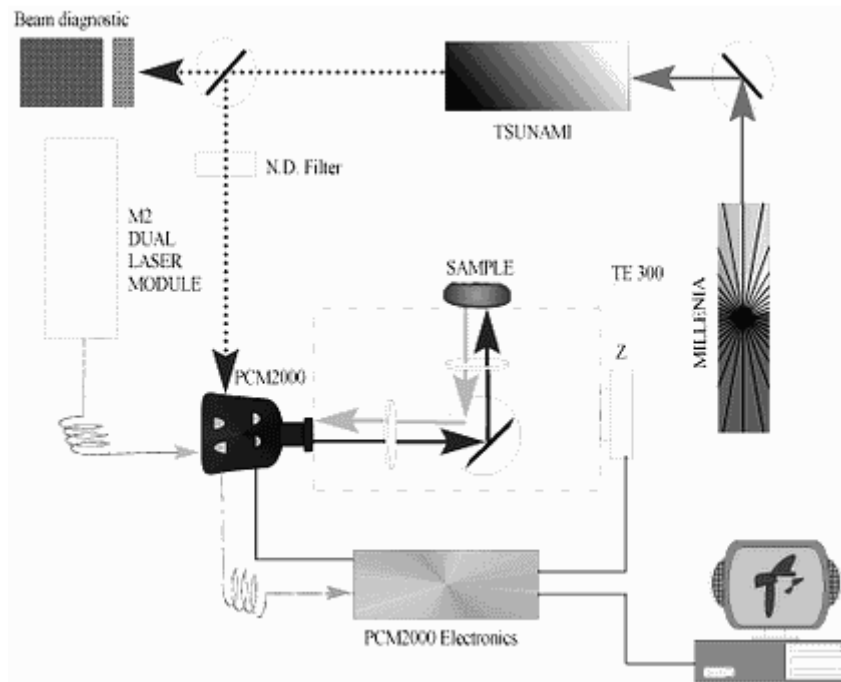 Beam diagnostic
TSUNAMI
N.D. Filter
M2
DUAL
LASER
MODULE
SAMPLE
TE 300
MILLENIA
Z
PCM2000
PCM2000 Electronics